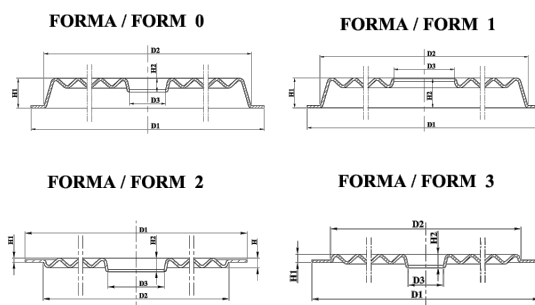 FORMA / FORM 0
D2
H2
H1
D3
D1
FORMA / FORM 1
D2
D3
H1
H2
D1
FORMA / FORM 2
D1
H1
H2
H
D3
D2
FORMA / FORM 3
D2
H2
H1
D3
D1